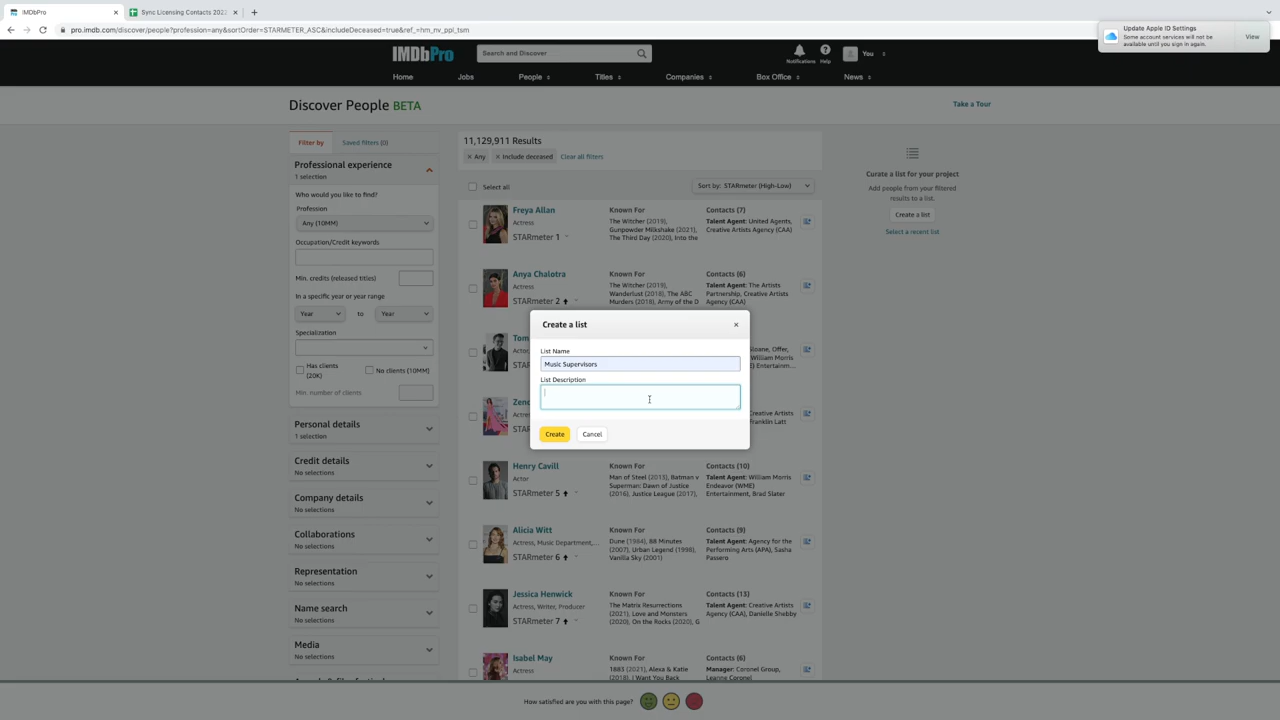 IMDbPro
Sync Licensing Contacts 202
pro.imdb.com/discover/people?profession=any&sortOrder=STARMETER_ASC&includeDeceased=true&ref_=hm_nv_ppl_tsm
Update Apple ID Settings
Some account services will not be
available until you sign in again.
View
IMDbPro
Search and Discover
Notifications
Help
You
Home
Jobs
People
Titles
Companies
Box Office
News
Discover People BETA
Take a Tour
Filter by
Saved filters (0)
Professional experience
1 selection
Who would you like to find?
Profession
Any (10MM)
Occupation/Credit keywords
Min. credits (released titles)
In a specific year or year range
Year to Year
Specialization
Has clients
(20K)
No clients (10MM)
Min. number of clients
Personal details
1 selection
Credit details
No selections
Company details
No selections
Collaborations
No selections
Representation
No selections
Name search
No selections
Media
No selections
11,129,911 Results
× Any
× Include deceased
Clear all filters
Select all
Sort by: STARmeter (High-Low)
Freya Allan
Actress
STARmeter 1
Known For
The Witcher (2019),
Gunpowder Milkshake (2021),
The Third Day (2020), Into the
Contacts (7)
Talent Agent: United Agents,
Creative Artists Agency (CAA)
Anya Chalotra
Actress
STARmeter 2
Known For
The Witcher (2019),
Wanderlust (2018), The ABC
Murders (2018), Army of the D
Contacts (6)
Talent Agent: The Artists
Partnership, Creative Artists
Agency (CAA)
Tom
Actor,
STARmeter
Sloane, Offer,
William Morris
Entertainm...
Zend
Actress
STARmeter
Creative Artists
Franklin Latt
Henry Cavill
Actor
STARmeter 5
Known For
Man of Steel (2013), Batman v
Superman: Dawn of Justice
(2016), Justice League (2017),
Contacts (10)
Talent Agent: William Morris
Endeavor (WME)
Entertainment, Brad Slater
Alicia Witt
Actress, Music Department,...
STARmeter 6
Known For
Dune (1984), 88 Minutes
(2007), Urban Legend (1998),
Vanilla Sky (2001)
Contacts (9)
Talent Agent: Agency for the
Performing Arts (APA), Sasha
Passero
Jessica Henwick
Actress, Writer, Producer
STARmeter 7
Known For
The Matrix Resurrections
(2021), Love and Monsters
(2020), On the Rocks (2020), G
Contacts (13)
Talent Agent: Creative Artists
Agency (CAA), Danielle Shebby
Isabel May
Actress
Known For
1883 (2021), Alexa & Katie
(2018), I Want You Back
Contacts (6)
Manager: Coronel Group,
Leanne Coronel
Curate a list for your project
Add people from your filtered
results to a list.
Create a list
Select a recent list
Create a list
×
List Name
Music Supervisors
List Description
Create
Cancel
How satisfied are you with this page?